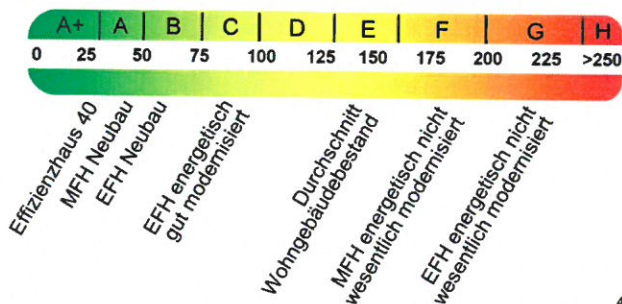 A+ A B C D E F G H
0 25 50 75 100 125 150 175 200 225 >250
Effizienzhaus 40
MFH Neubau
EFH Neubau
EFH energetisch
gut modernisiert
Durchschnitt
Wohngebäudebestand
MFH energetisch nicht
wesentlich modernisiert
EFH energetisch nicht
wesentlich modernisiert